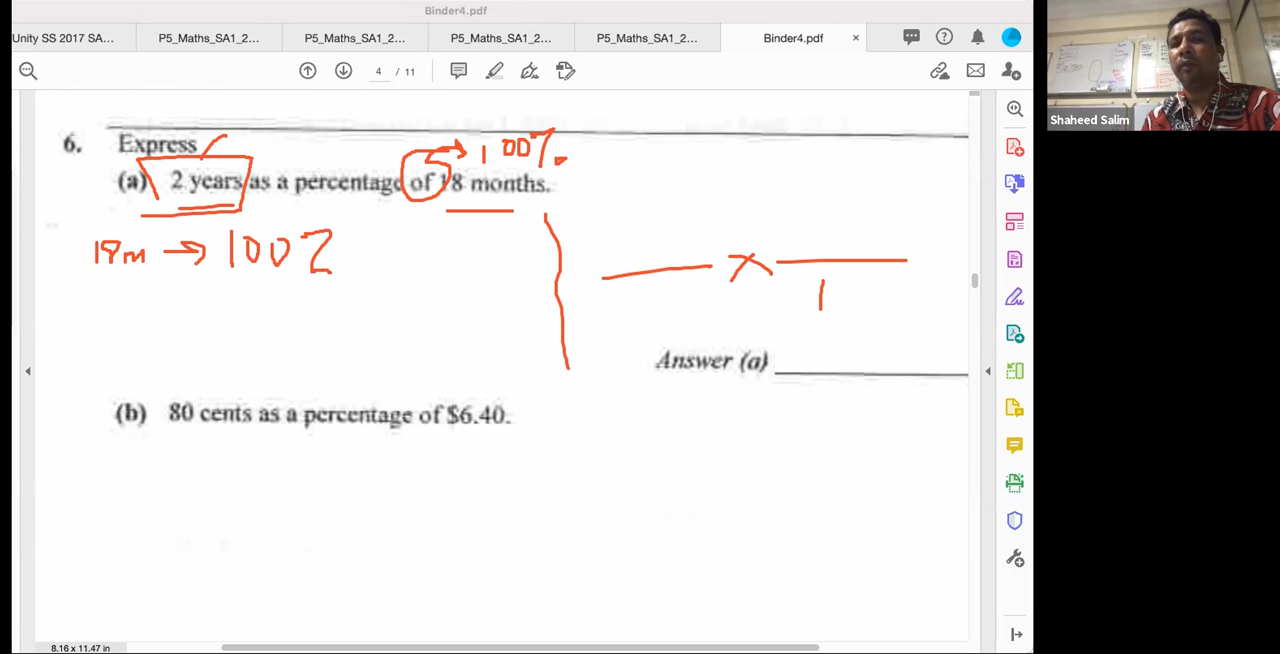 Binder4.pdf
Unity SS 2017 SA...
P5_Maths_SA1_2...
P5_Maths_SA1_2...
P5_Maths_SA1_2...
P5_Maths_SA1_2...
Binder4.pdf ×
4 / 11
Shaheed Salim
6. Express
100%
(a) 2 years as a percentage of 18 months.
18m → 100%
×
1
Answer (a)
(b) 80 cents as a percentage of $6.40.
8.16 x 11.47 in